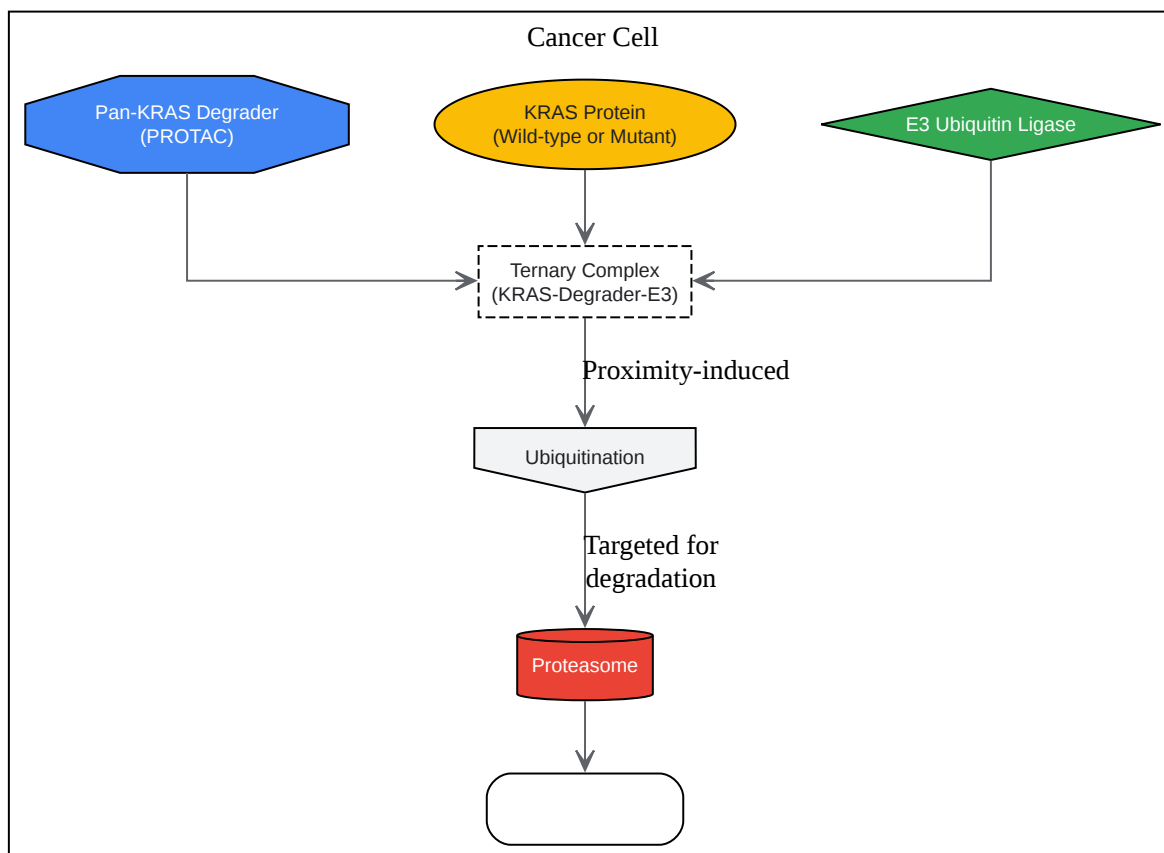 Cancer Cell
Pan-KRAS Degrader
(PROTAC)
KRAS Protein
(Wild-type or Mutant)
E3 Ubiquitin Ligase
Ternary Complex
(KRAS-Degrader-E3)
Proximity-induced
Ubiquitination
Targeted for
degradation
Proteasome